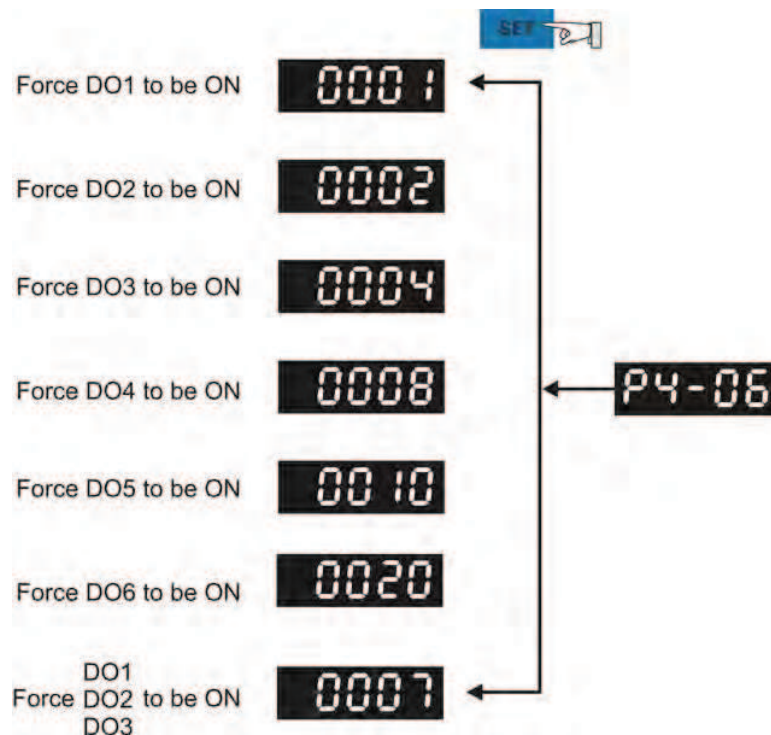 SET
Force DO1 to be ON 0001
Force DO2 to be ON 0002
Force DO3 to be ON 0004
Force DO4 to be ON 0008
P4-06
Force DO5 to be ON 0010
Force DO6 to be ON 0020
DO1
Force DO2 to be ON 0007
DO3